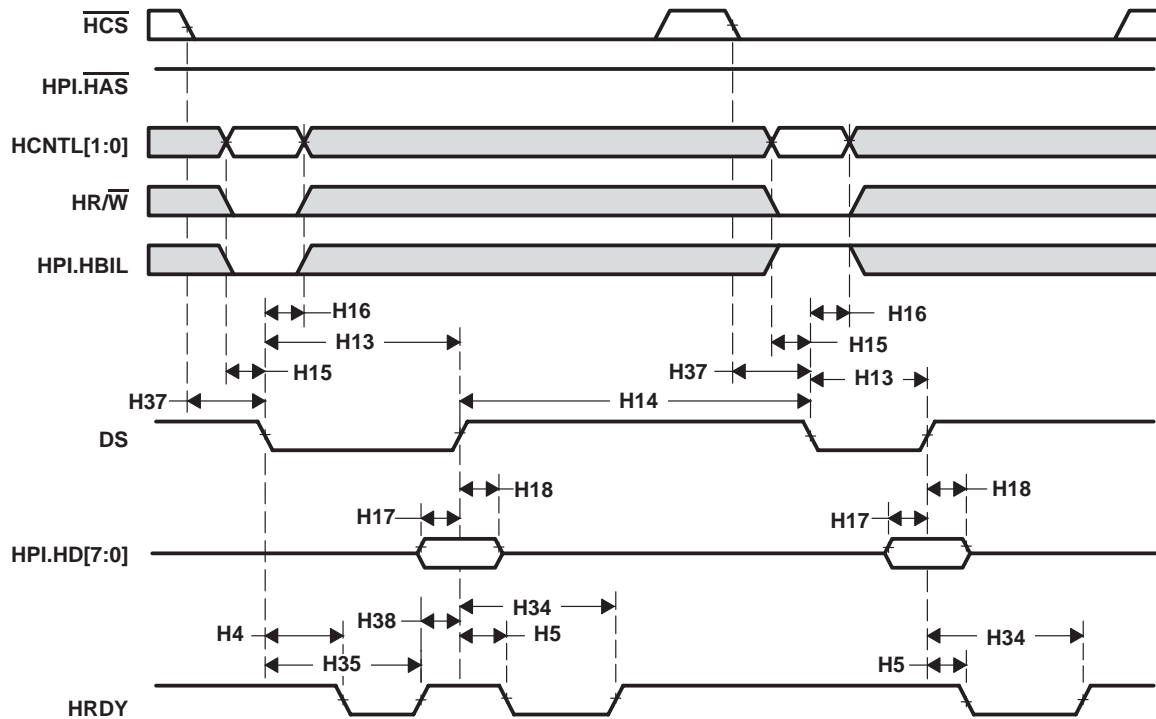 HCS
HPI.HAS
HCNTL[1:0]
HR/W
HPI.HBIL
H16 H16
H13 H15
H15 H37 H13
H37 H14
DS
H18 H18
H17 H17
HPI.HD[7:0]
H38 H34
H4 H5 H34
H35 H5
HRDY